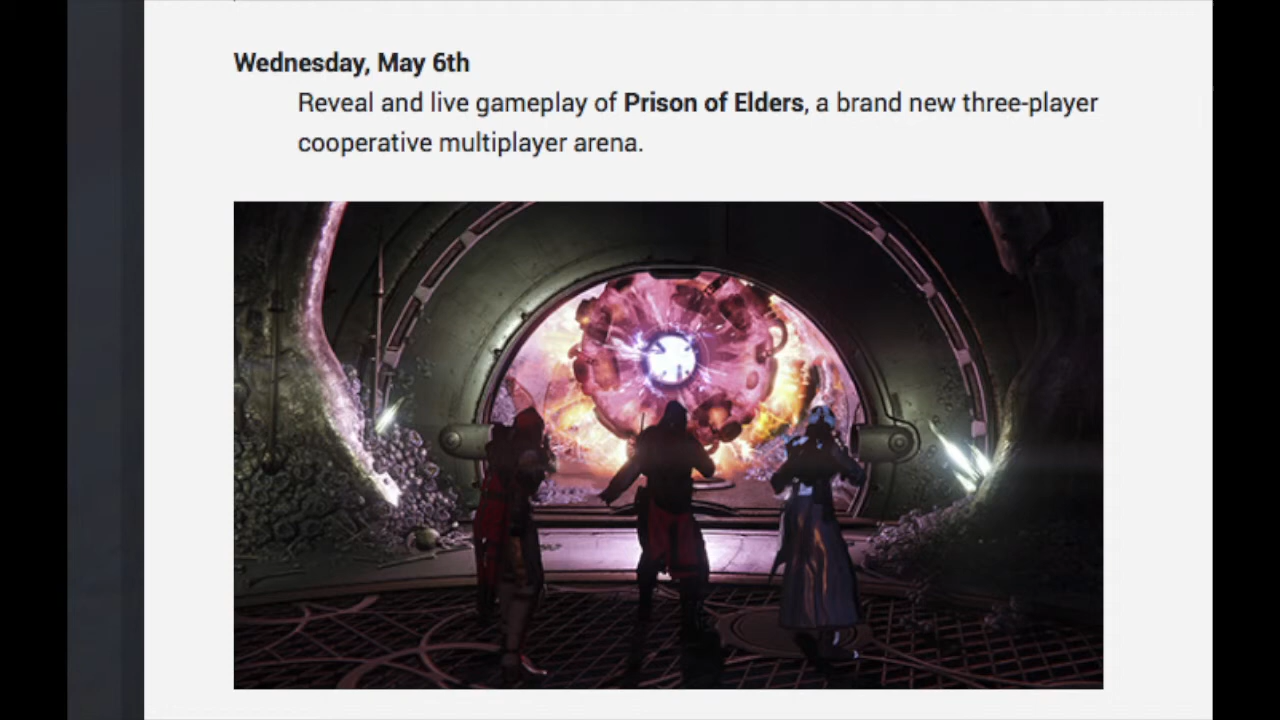 Wednesday, May 6th
Reveal and live gameplay of Prison of Elders, a brand new three-player
cooperative multiplayer arena.